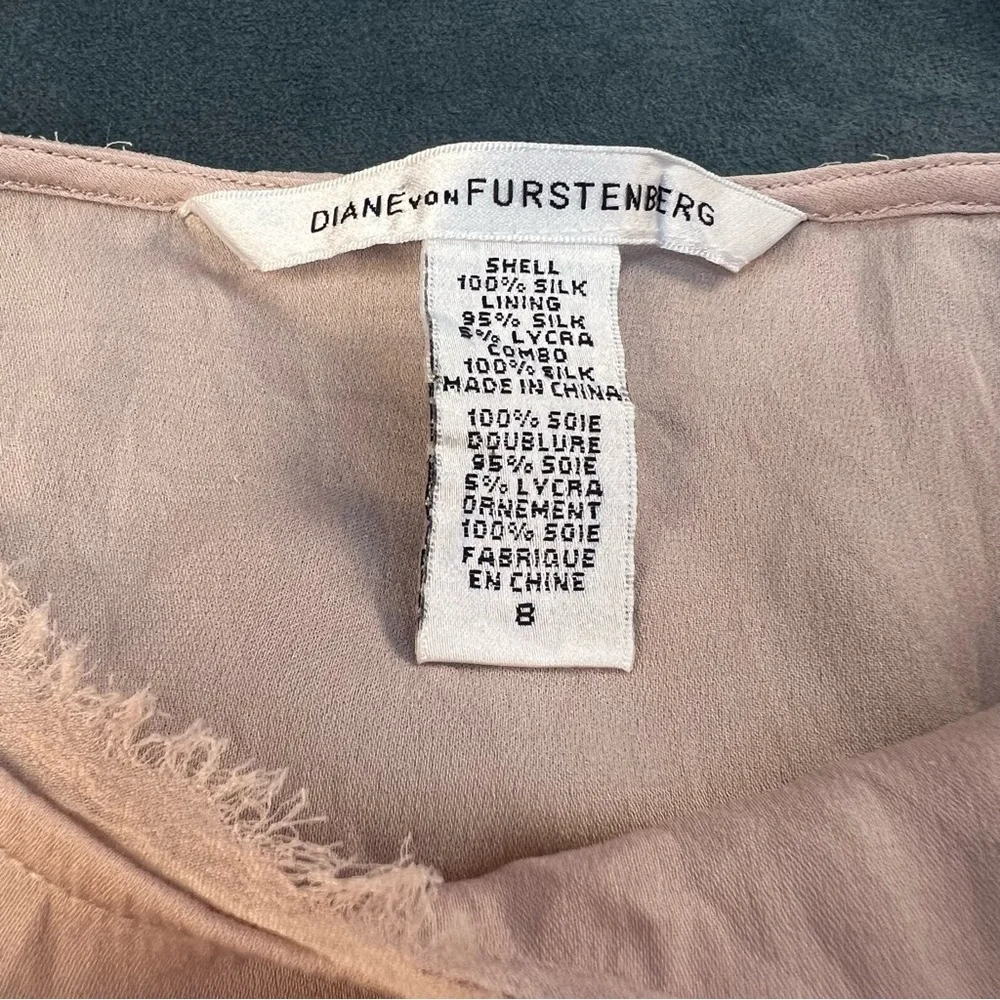 DIANE VON FURSTENBERG
SHELL
100% SILK
LINING
95% SILK
5% LYCRA
COMBO
100% SILK
MADE IN CHINA
100% SOIE
DOUBLURE
95% SOIE
5% LYCRA
ORNEMENT
100% SOIE
FABRIQUE
EN CHINE
8